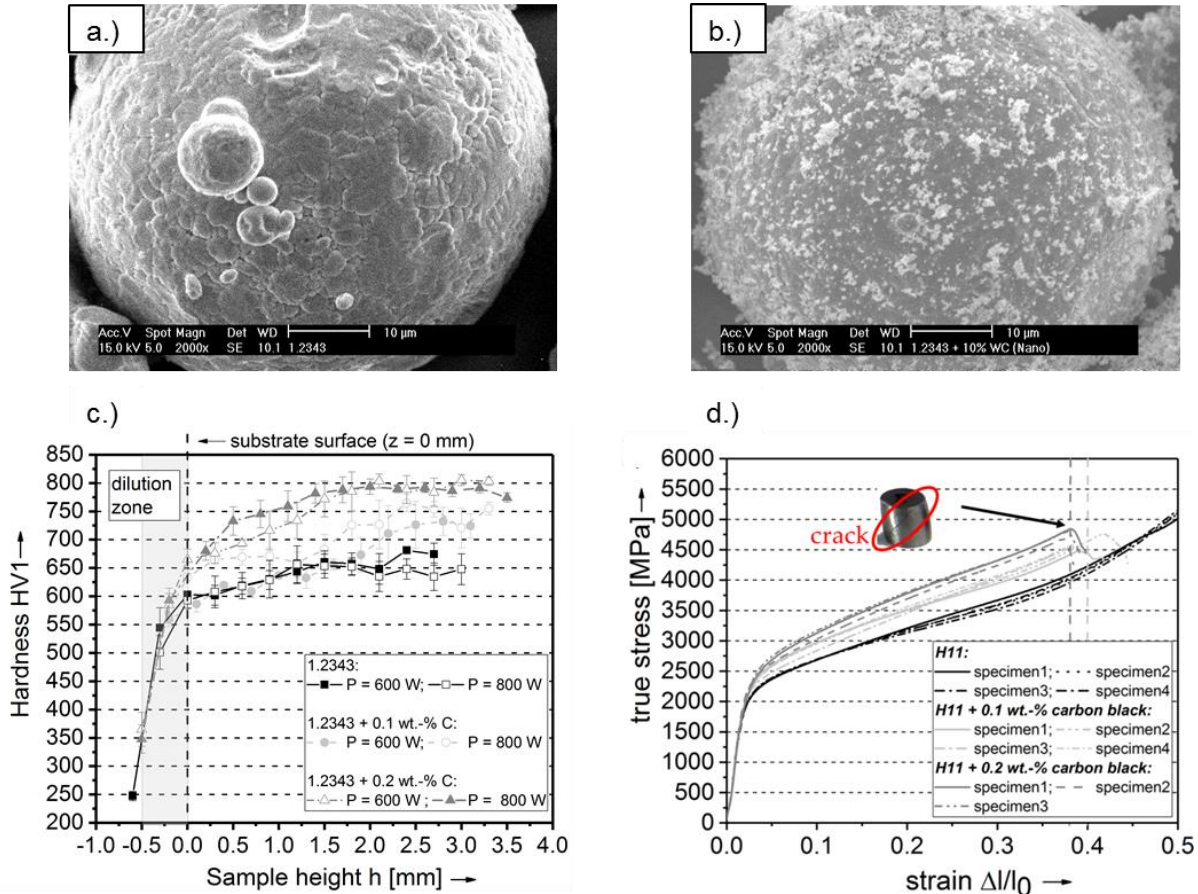 a.)
Acc.V Spot Magn Det WD 10 µm
15.0 kV 5.0 2000x SE 10.1 1.2343
b.)
Acc.V Spot Magn Det WD 10 µm
15.0 kV 5.0 2000x SE 10.1 1.2343 + 10% WC (Nano)
c.)
← substrate surface (z = 0 mm)
850
800
750
700
650
600
550
500
450
400
350
300
250
200
Hardness HV1 →
dilution
zone
1.2343:
P = 600 W; P = 800 W
1.2343 + 0.1 wt.-% C:
P = 600 W; P = 800 W
1.2343 + 0.2 wt.-% C:
P = 600 W ; P = 800 W
-1.0 -0.5 0.0 0.5 1.0 1.5 2.0 2.5 3.0 3.5 4.0
Sample height h [mm] →
d.)
6000
5500
5000
4500
4000
3500
3000
2500
2000
1500
1000
500
0
true stress [MPa] →
crack
H11:
specimen1; specimen2
specimen3; specimen4
H11 + 0.1 wt.-% carbon black:
specimen1; specimen2
specimen3; specimen4
H11 + 0.2 wt.-% carbon black:
specimen1; specimen2
specimen3
0.0 0.1 0.2 0.3 0.4 0.5
strain Δl/l0 →